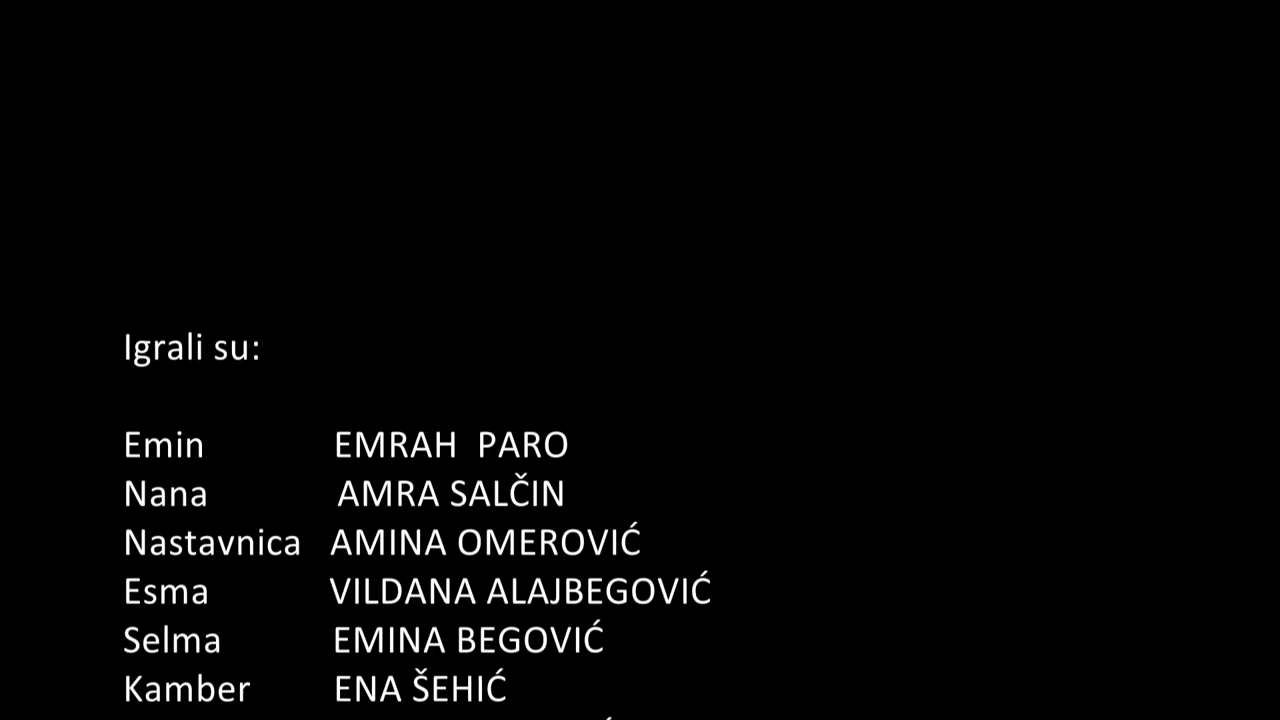 Igrali su:
Emin EMRAH PARO
Nana AMRA SALČIN
Nastavnica AMINA OMEROVIĆ
Esma VILDANA ALAJBEGOVIĆ
Selma EMINA BEGOVIĆ
Kamber ENA ŠEHIĆ